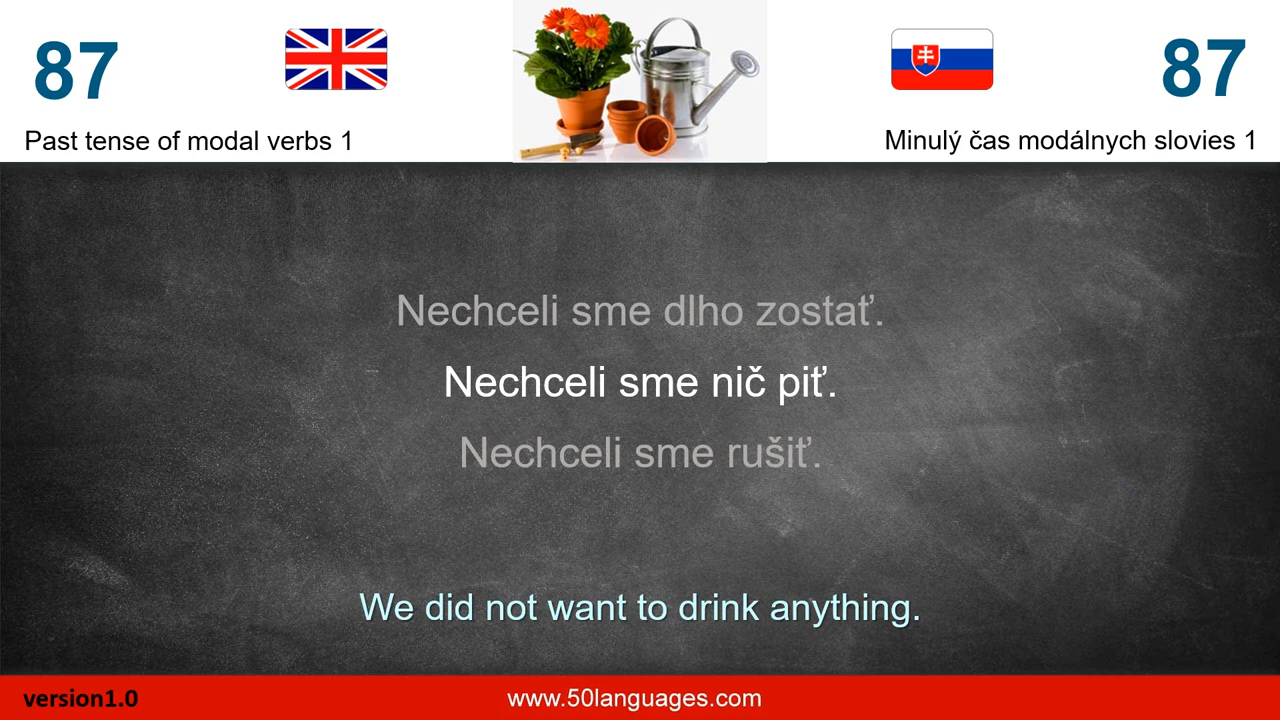 87
87
Past tense of modal verbs 1
Minulý čas modálnych slovies 1
Nechceli sme dlho zostať.
Nechceli sme nič piť.
Nechceli sme rušiť.
We did not want to drink anything.
version1.0
www.50languages.com